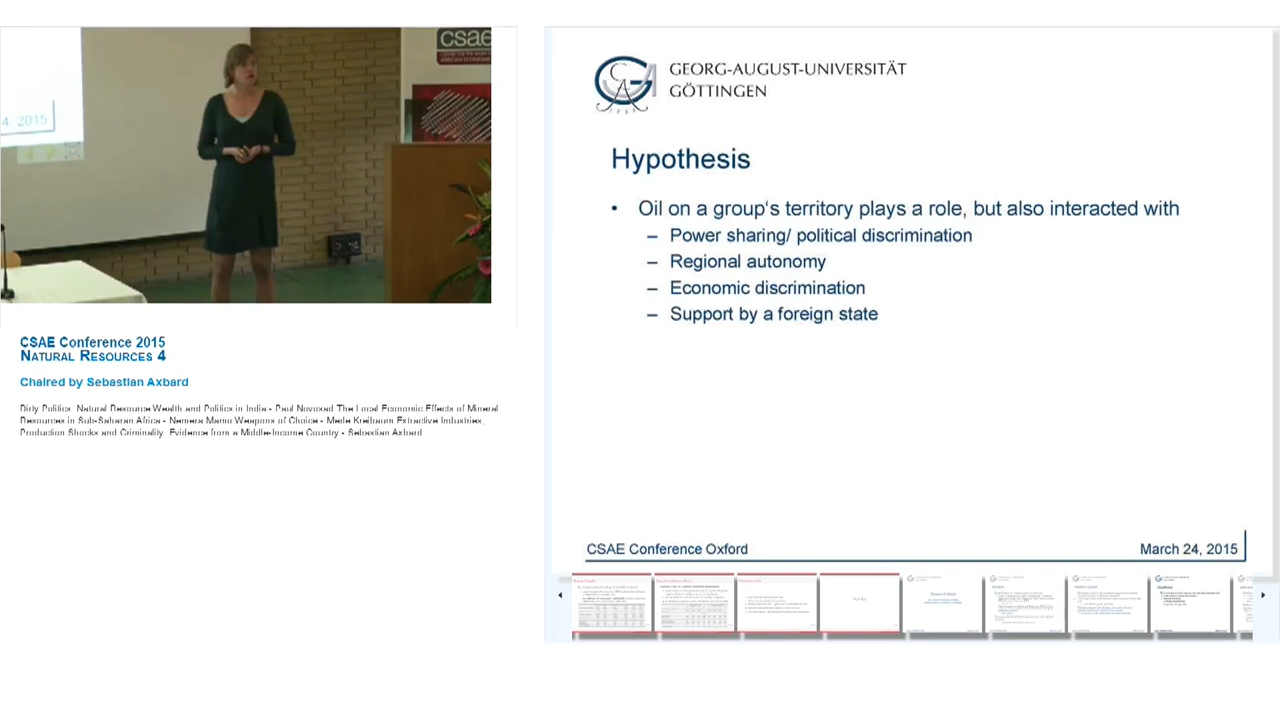 csae
4, 2015
CSAE Conference 2015
NATURAL RESOURCES 4
Chaired by Sebastian Axbard
Dirty Politics Natural Resource Wealth and Politics in India - Paul Novosad The Local Economic Effects of Mineral
Resources in Sub-Saharan Africa - Nemera Mamo Weapons of Choice - Merle Kreibaum Extractive Industries,
Production Shocks and Criminality Evidence from a Middle-Income Country - Sebastian Axbard
GEORG-AUGUST-UNIVERSITÄT
GÖTTINGEN
Hypothesis
• Oil on a group‘s territory plays a role, but also interacted with
– Power sharing/ political discrimination
– Regional autonomy
– Economic discrimination
– Support by a foreign state
CSAE Conference Oxford
March 24, 2015